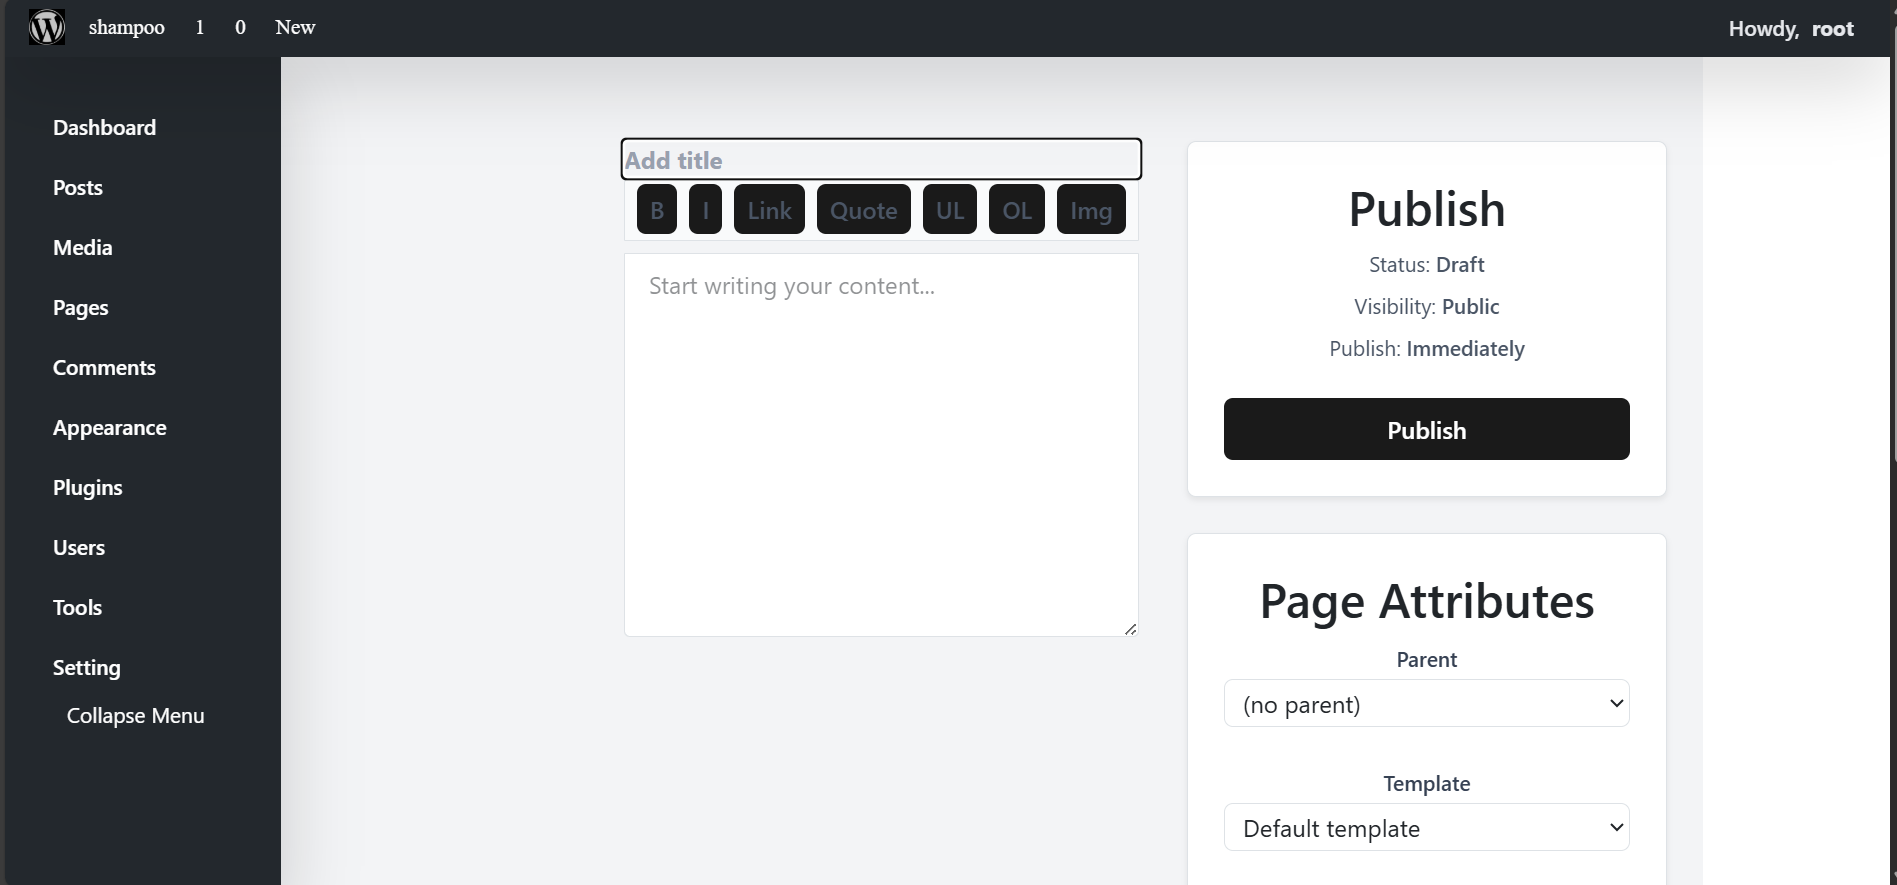 shampoo 1 0 New
Howdy, root
Dashboard
Posts
Media
Pages
Comments
Appearance
Plugins
Users
Tools
Setting
Collapse Menu
Add title
B I Link Quote UL OL Img
Start writing your content...
Publish
Status: Draft
Visibility: Public
Publish: Immediately
Publish
Page Attributes
Parent
(no parent)
Template
Default template